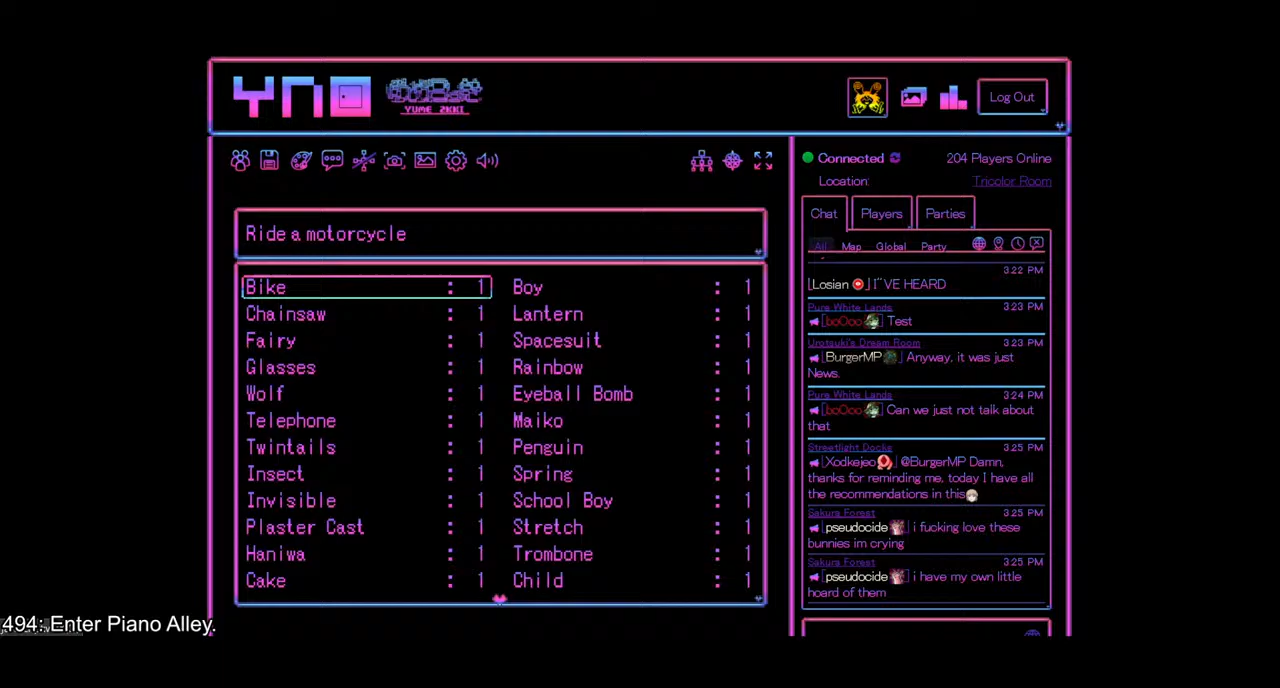 YNO
YUME 2KKI
Log Out
Connected
204 Players Online
Location:
Tricolor Room
Chat
Players
Parties
All
Map
Global
Party
Ride a motorcycle
Bike : 1
Boy : 1
Chainsaw : 1
Lantern : 1
Fairy : 1
Spacesuit : 1
Glasses : 1
Rainbow : 1
Wolf : 1
Eyeball Bomb : 1
Telephone : 1
Maiko : 1
Twintails : 1
Penguin : 1
Insect : 1
Spring : 1
Invisible : 1
School Boy : 1
Plaster Cast : 1
Stretch : 1
Haniwa : 1
Trombone : 1
Cake : 1
Child : 1
3:22 PM
[Losian ] I¨VE HEARD
Pure White Lands
3:23 PM
[boOoo ] Test
Urotsuki's Dream Room
3:23 PM
[BurgerMP ] Anyway, it was just
News.
Pure White Lands
3:24 PM
[boOoo ] Can we just not talk about
that
Streetlight Docks
3:25 PM
[Xodkejeo ] @BurgerMP Damn,
thanks for reminding me, today I have all
the recommendations in this
Sakura Forest
3:25 PM
[pseudocide ] i fucking love these
bunnies im crying
Sakura Forest
3:25 PM
[pseudocide ] i have my own little
hoard of them
494: Enter Piano Alley.